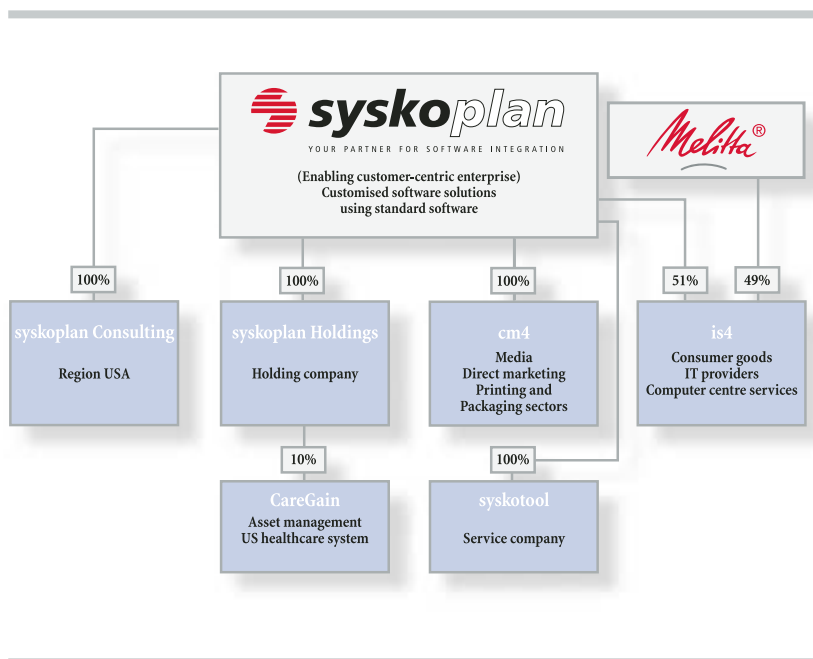 syskoplan
YOUR PARTNER FOR SOFTWARE INTEGRATION
(Enabling customer-centric enterprise)
Customised software solutions
using standard software
Melitta®
100%
100%
100%
51%
49%
syskoplan Consulting
Region USA
syskoplan Holdings
Holding company
cm4
Media
Direct marketing
Printing and
Packaging sectors
is4
Consumer goods
IT providers
Computer centre services
10%
100%
CareGain
Asset management
US healthcare system
syskotool
Service company